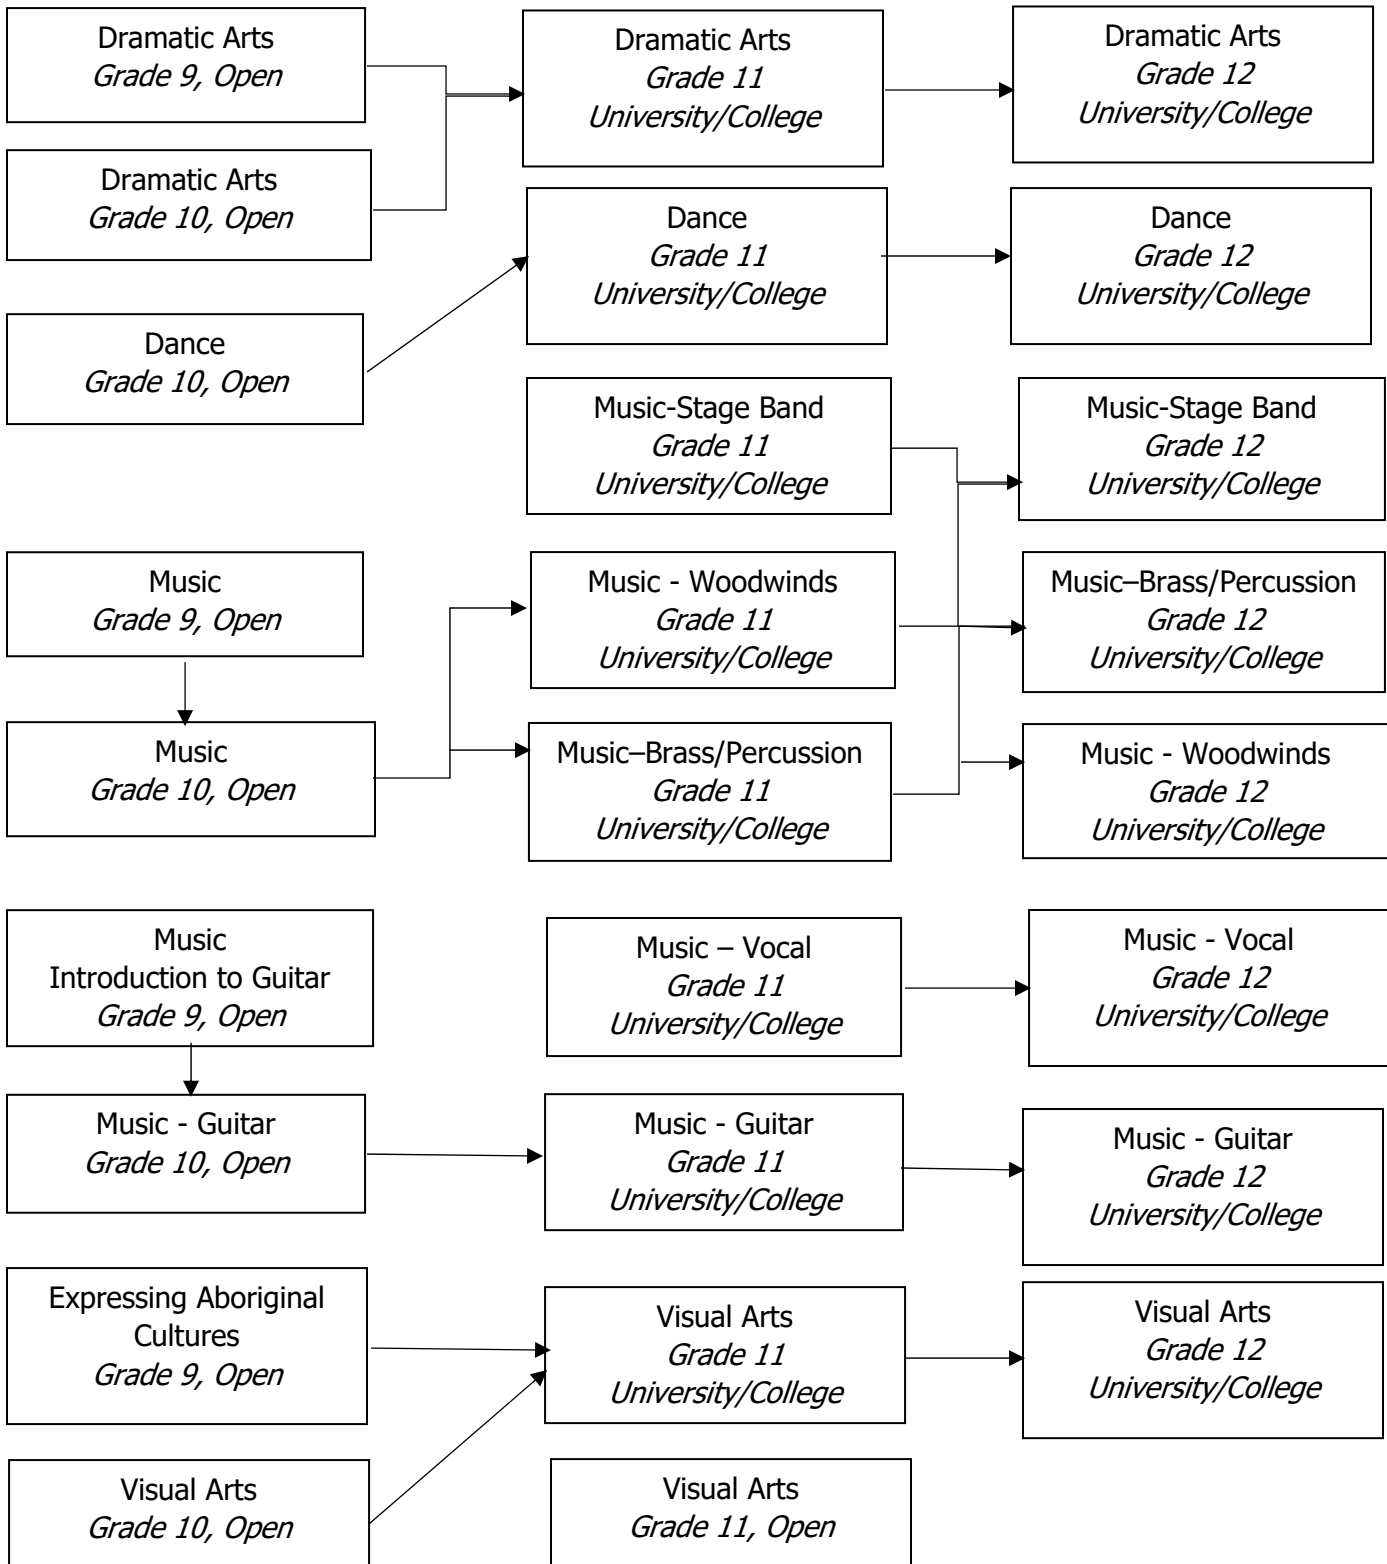 Dramatic Arts
Grade 9, Open
Dramatic Arts
Grade 11
University/College
Dramatic Arts
Grade 12
University/College
Dramatic Arts
Grade 10, Open
Dance
Grade 11
University/College
Dance
Grade 12
University/College
Dance
Grade 10, Open
Music-Stage Band
Grade 11
University/College
Music-Stage Band
Grade 12
University/College
Music
Grade 9, Open
Music - Woodwinds
Grade 11
University/College
Music–Brass/Percussion
Grade 12
University/College
Music
Grade 10, Open
Music–Brass/Percussion
Grade 11
University/College
Music - Woodwinds
Grade 12
University/College
Music
Introduction to Guitar
Grade 9, Open
Music – Vocal
Grade 11
University/College
Music - Vocal
Grade 12
University/College
Music - Guitar
Grade 10, Open
Music - Guitar
Grade 11
University/College
Music - Guitar
Grade 12
University/College
Expressing Aboriginal
Cultures
Grade 9, Open
Visual Arts
Grade 11
University/College
Visual Arts
Grade 12
University/College
Visual Arts
Grade 10, Open
Visual Arts
Grade 11, Open